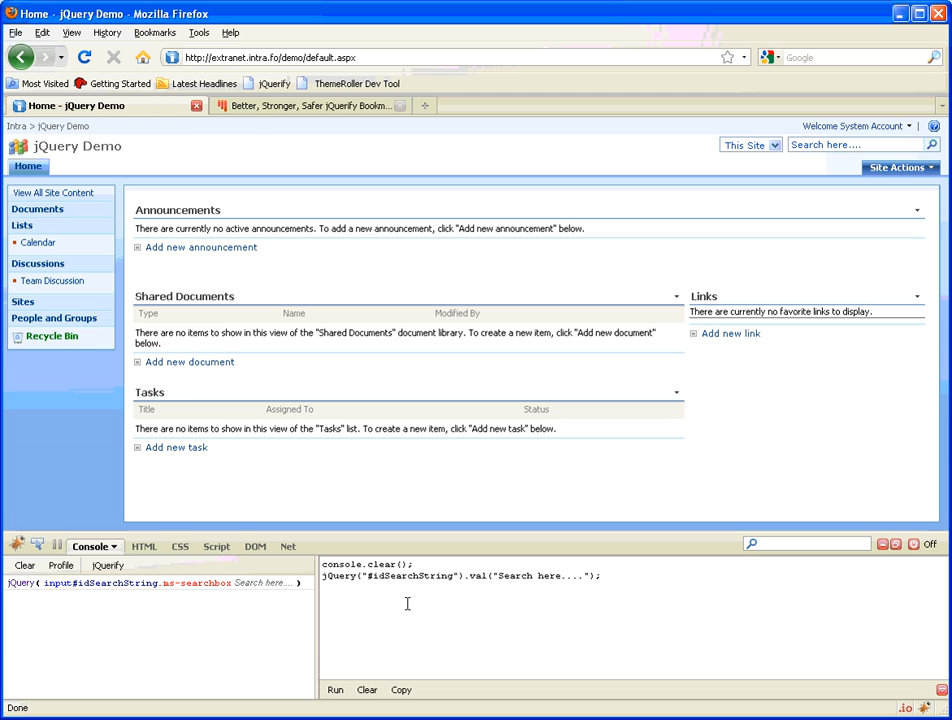 Home - jQuery Demo - Mozilla Firefox
File Edit View History Bookmarks Tools Help
http://extranet.intra.fo/demo/default.aspx
Google
Most Visited Getting Started Latest Headlines jQuerify ThemeRoller Dev Tool
Home - jQuery Demo
Better, Stronger, Safer jQuerify Bookm...
Intra > jQuery Demo
Welcome System Account
jQuery Demo
This Site
Search here....
Home
Site Actions
View All Site Content
Documents
Lists
Calendar
Discussions
Team Discussion
Sites
People and Groups
Recycle Bin
Announcements
There are currently no active announcements. To add a new announcement, click "Add new announcement" below.
Add new announcement
Shared Documents
Type Name Modified By
There are no items to show in this view of the "Shared Documents" document library. To create a new item, click "Add new document"
below.
Add new document
Links
There are currently no favorite links to display.
Add new link
Tasks
Title Assigned To Status
There are no items to show in this view of the "Tasks" list. To create a new item, click "Add new task" below.
Add new task
Console HTML CSS Script DOM Net
Off
Clear Profile jQuerify
jQuery( input#idSearchString.ms-searchbox Search here.... )
console.clear();
jQuery("#idSearchString").val("Search here....");
Run Clear Copy
Done
.io